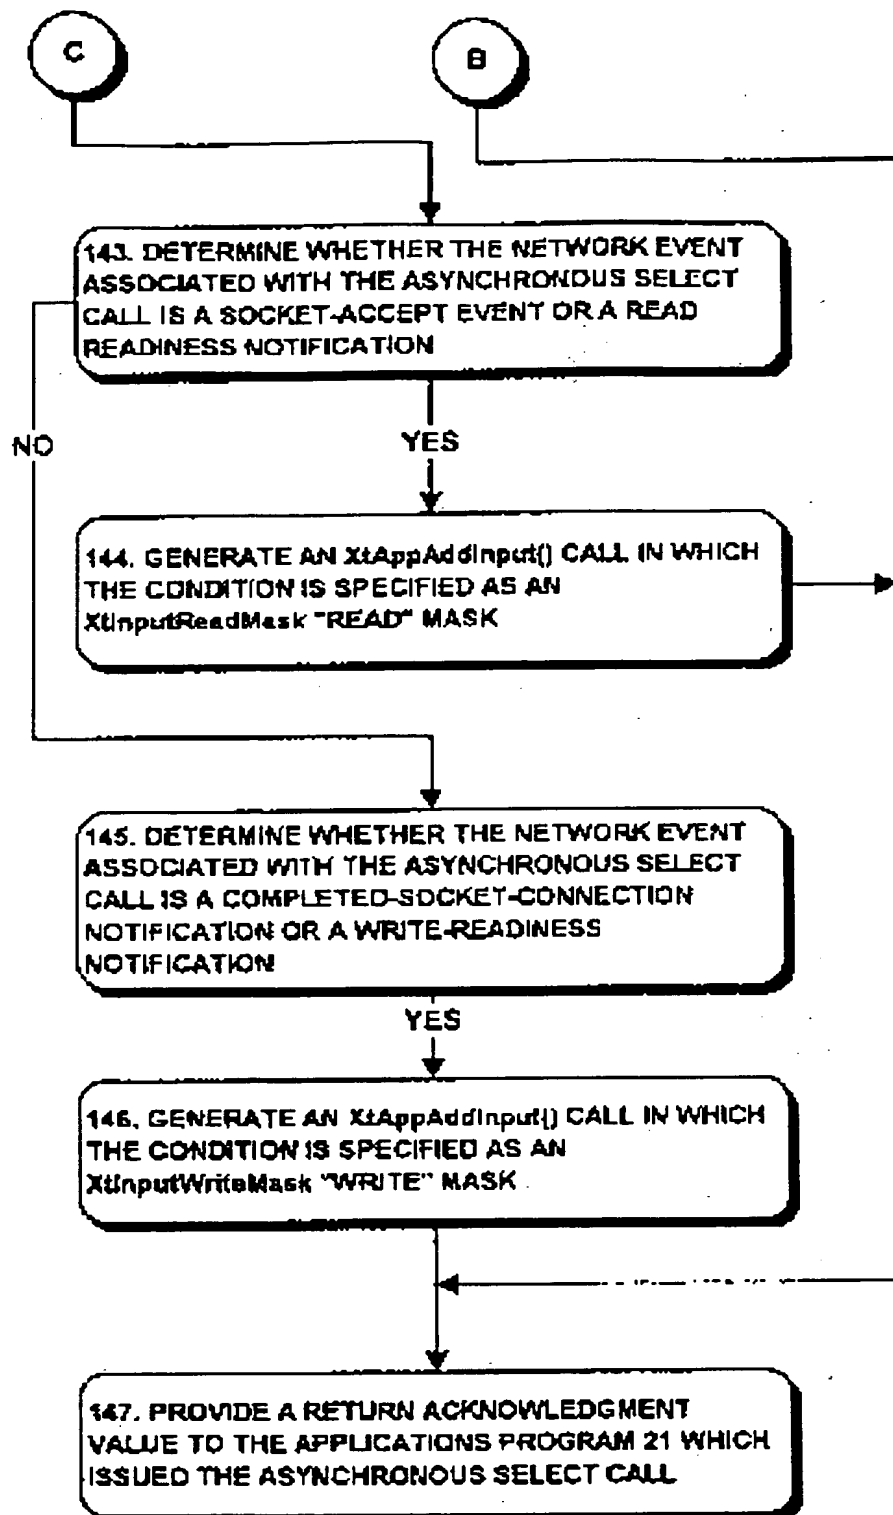 C
B
143. DETERMINE WHETHER THE NETWORK EVENT
ASSOCIATED WITH THE ASYNCHRONOUS SELECT
CALL IS A SOCKET-ACCEPT EVENT OR A READ
READINESS NOTIFICATION
NO
YES
144. GENERATE AN XtAppAddInput() CALL IN WHICH
THE CONDITION IS SPECIFIED AS AN
XtInputReadMask "READ" MASK
145. DETERMINE WHETHER THE NETWORK EVENT
ASSOCIATED WITH THE ASYNCHRONOUS SELECT
CALL IS A COMPLETED-SOCKET-CONNECTION
NOTIFICATION OR A WRITE-READINESS
NOTIFICATION
YES
146. GENERATE AN XtAppAddInput() CALL IN WHICH
THE CONDITION IS SPECIFIED AS AN
XtInputWriteMask "WRITE" MASK
147. PROVIDE A RETURN ACKNOWLEDGMENT
VALUE TO THE APPLICATIONS PROGRAM 21 WHICH
ISSUED THE ASYNCHRONOUS SELECT CALL